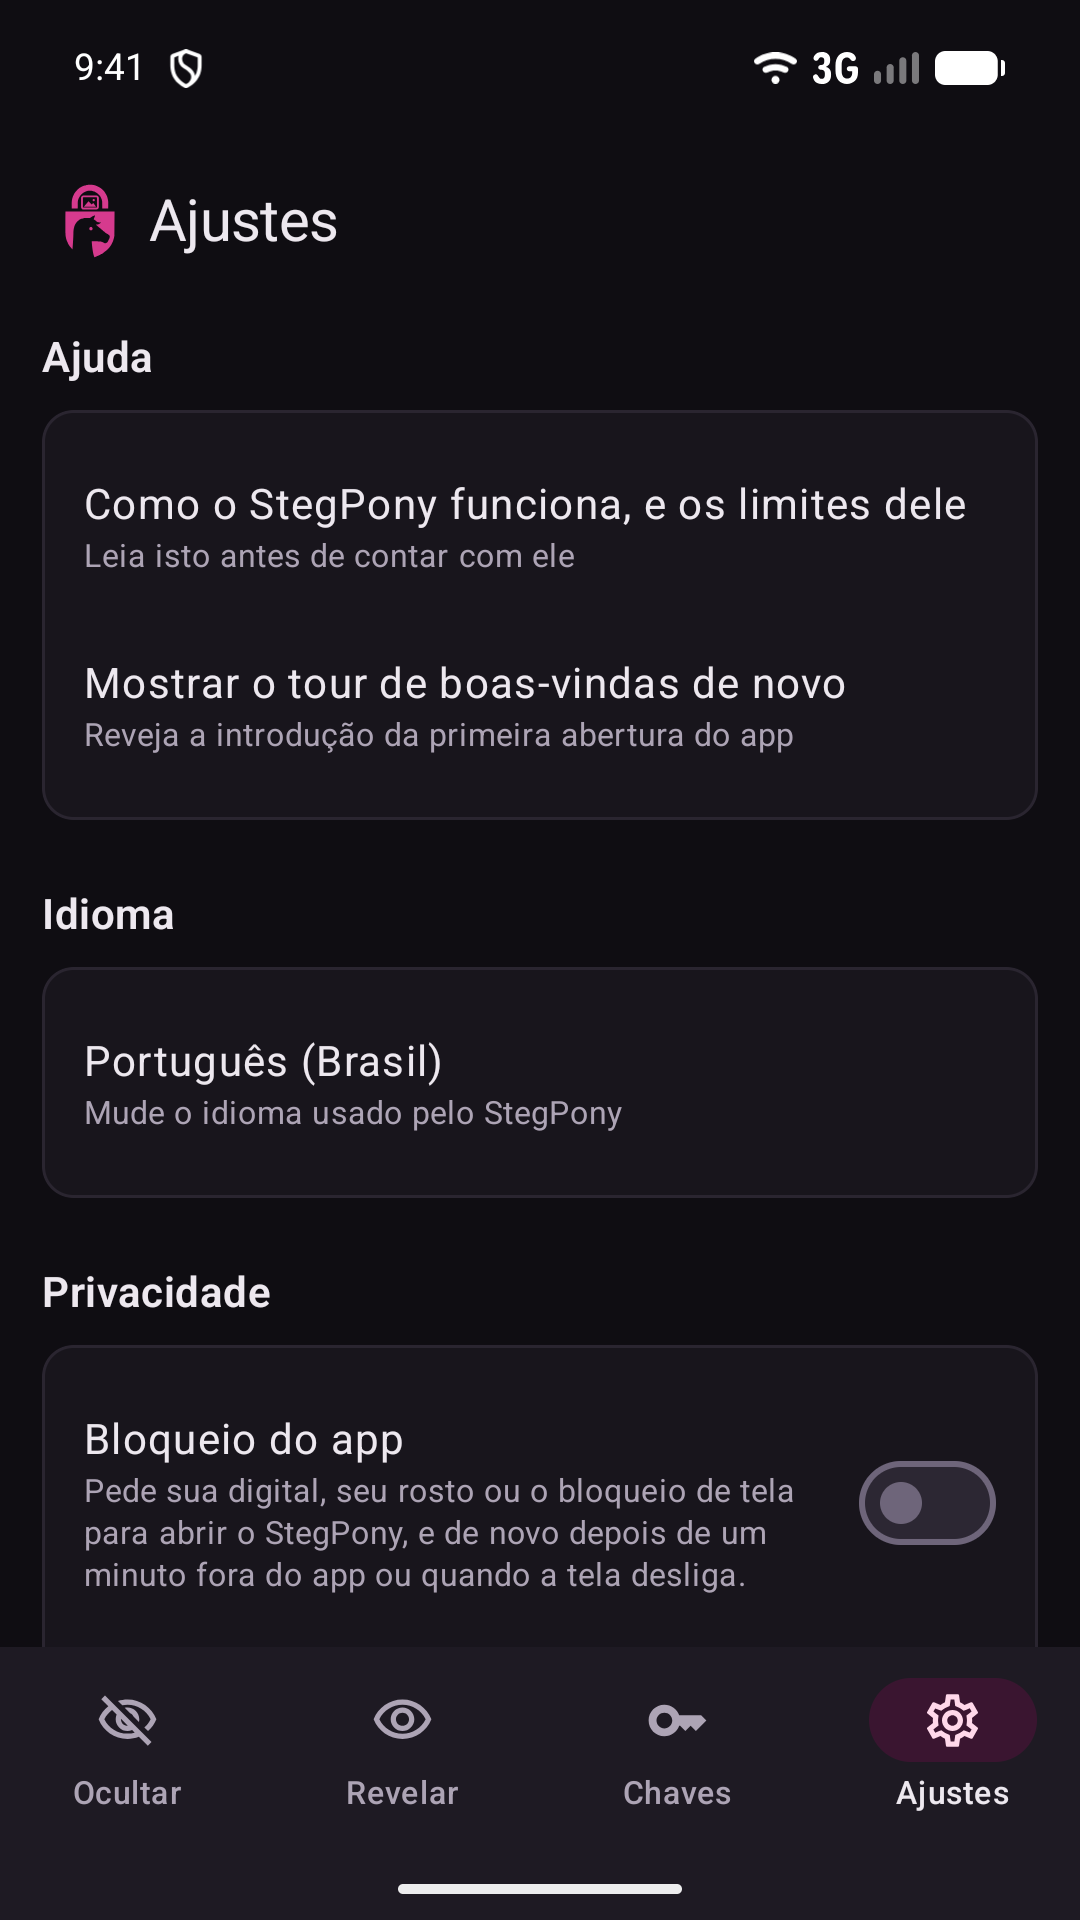 9:41
3G
Ajustes
Ajuda
Como o StegPony funciona, e os limites dele
Leia isto antes de contar com ele
Mostrar o tour de boas-vindas de novo
Reveja a introdução da primeira abertura do app
Idioma
Português (Brasil)
Mude o idioma usado pelo StegPony
Privacidade
Bloqueio do app
Pede sua digital, seu rosto ou o bloqueio de tela
para abrir o StegPony, e de novo depois de um
minuto fora do app ou quando a tela desliga.
Ocultar
Revelar
Chaves
Ajustes